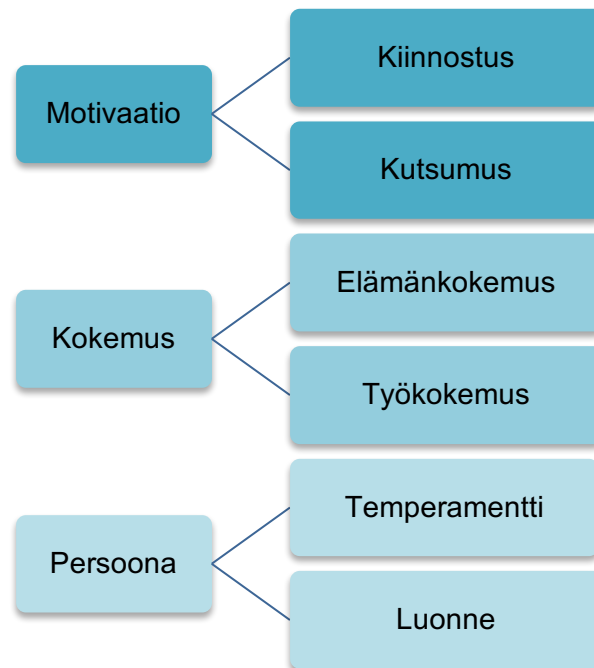 Motivaatio
Kiinnostus
Kutsumus
Kokemus
Elämänkokemus
Työkokemus
Persoona
Temperamentti
Luonne